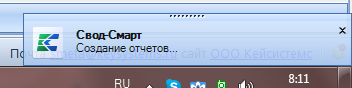 Свод-Смарт
Создание отчетов...
сайт ООО Кейсистемс
RU
8:11